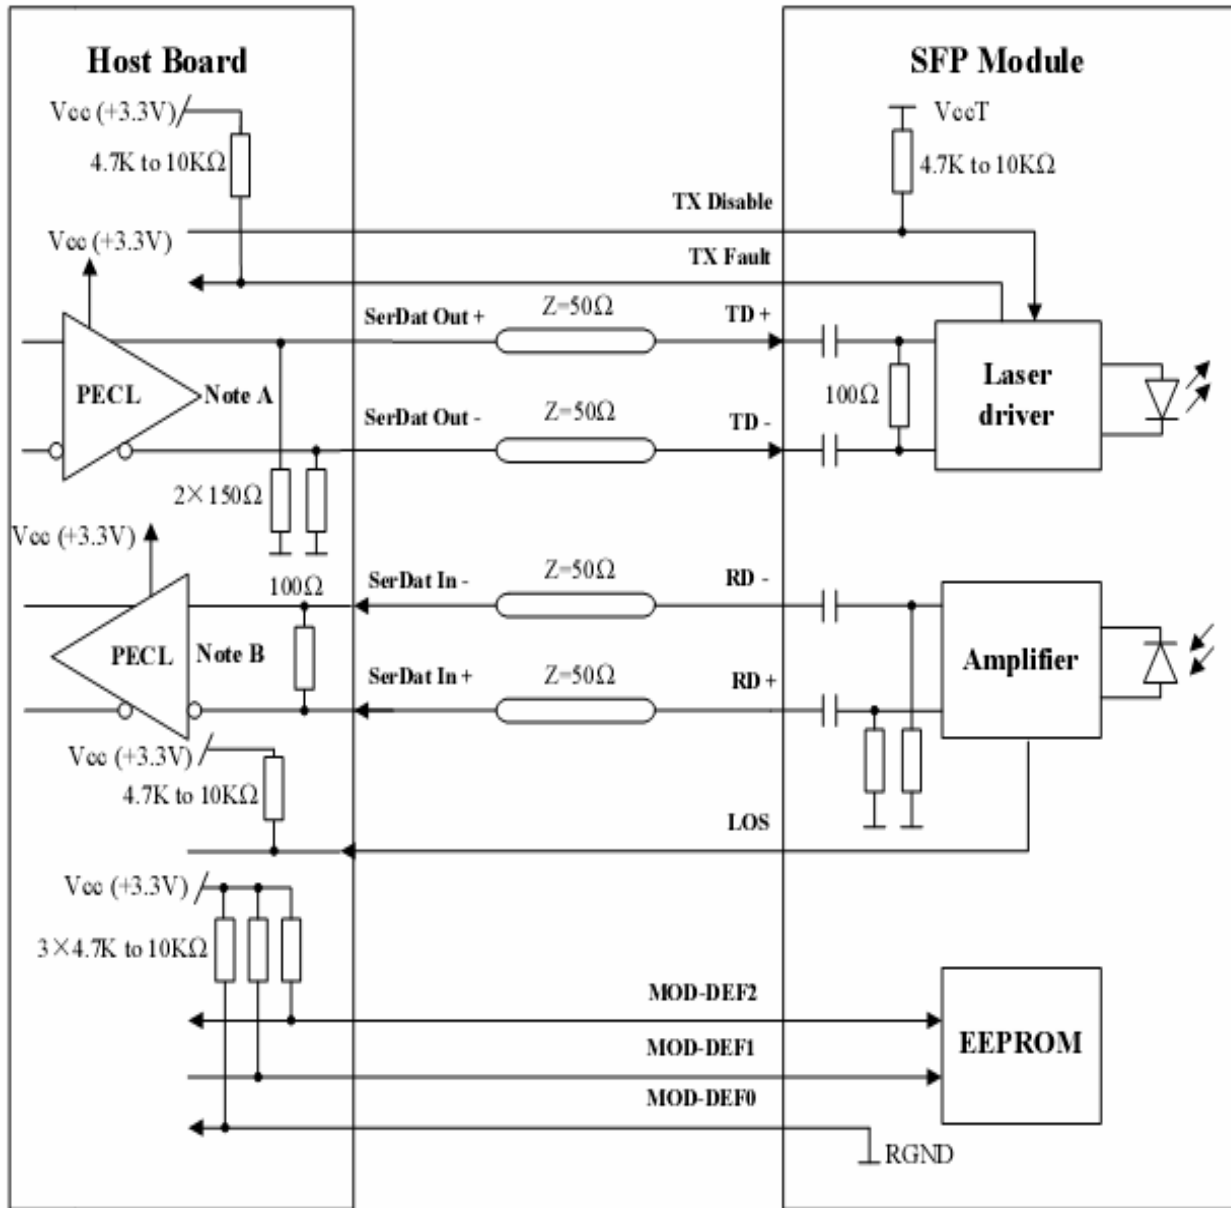 Host Board
SFP Module
Vcc (+3.3V)
4.7K to 10KΩ
VccT
4.7K to 10KΩ
TX Disable
Vcc (+3.3V)
TX Fault
SerDat Out +
Z=50Ω
TD +
PECL
Note A
100Ω
Laser
driver
SerDat Out -
Z=50Ω
TD -
2×150Ω
Vcc (+3.3V)
100Ω
SerDat In -
Z=50Ω
RD -
PECL
Note B
Amplifier
SerDat In +
Z=50Ω
RD +
Vcc (+3.3V)
4.7K to 10KΩ
LOS
Vcc (+3.3V)
3×4.7K to 10KΩ
MOD-DEF2
MOD-DEF1
EEPROM
MOD-DEF0
RGND